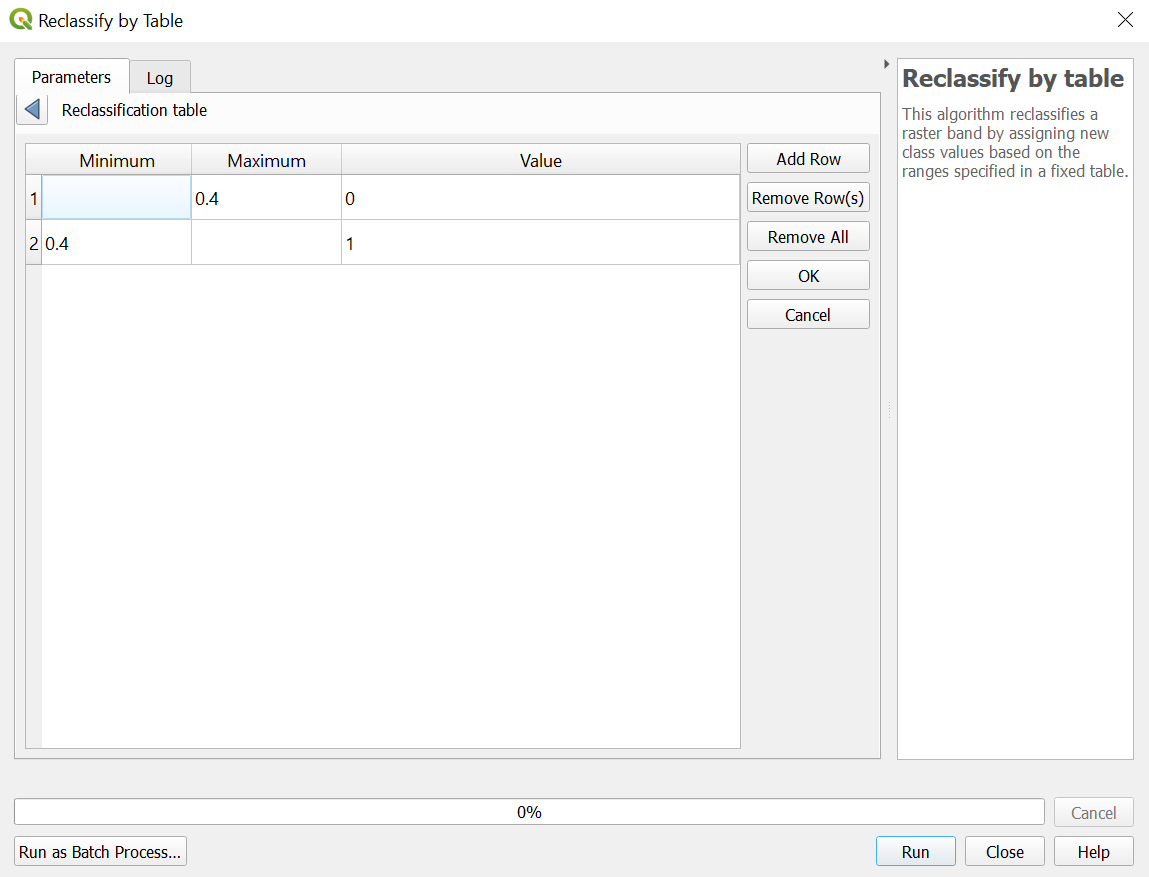 Reclassify by Table
Parameters
Log
Reclassification table
Minimum Maximum Value
1 0.4 0
2 0.4 1
Add Row
Remove Row(s)
Remove All
OK
Cancel
Reclassify by table
This algorithm reclassifies a
raster band by assigning new
class values based on the
ranges specified in a fixed table.
0%
Cancel
Run as Batch Process...
Run
Close
Help